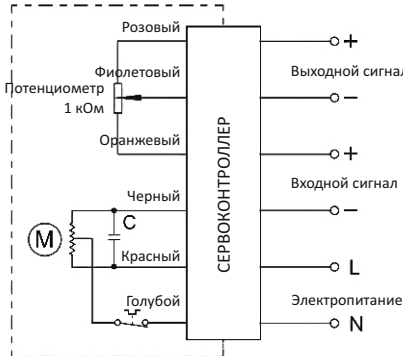 Розовый
+
Фиолетовый
Выходной сигнал
Потенциометр
1 кОм
−
Оранжевый
+
СЕРВОКОНТРОЛЛЕР
Входной сигнал
Черный
−
C
M
Красный
L
Голубой
Электропитание
N